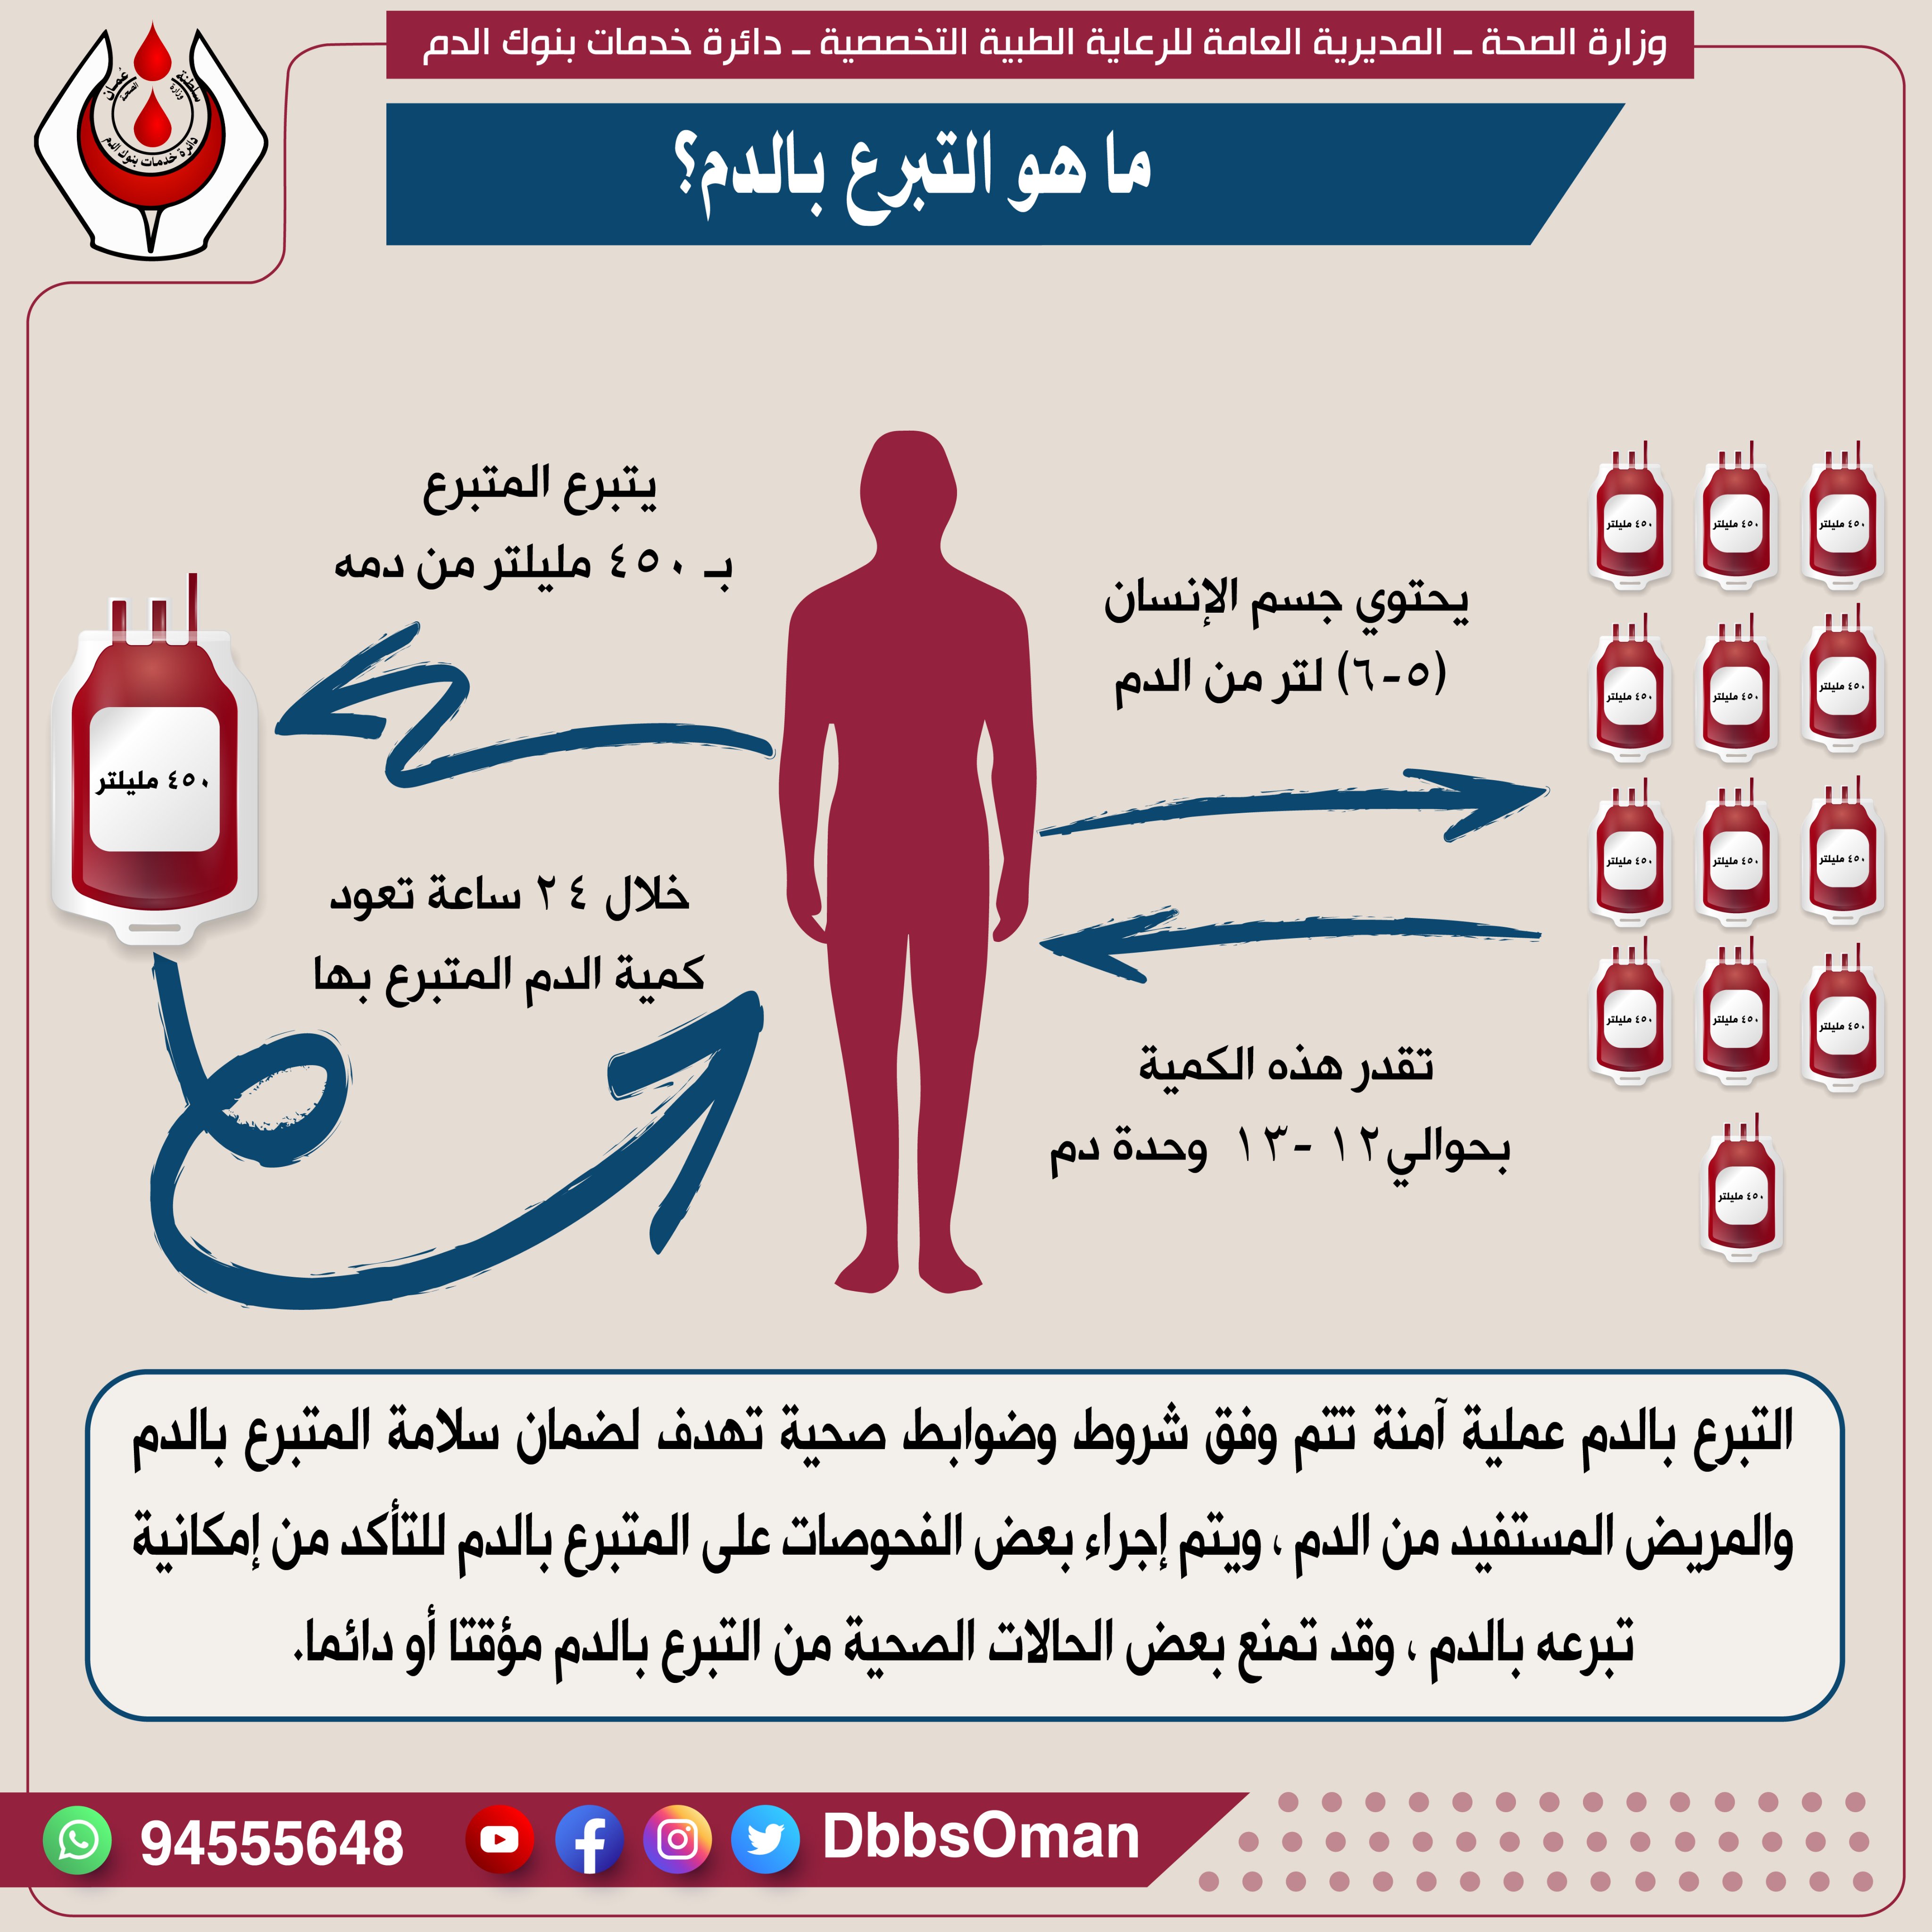 وزارة الصحة ــ المديرية العامة للرعاية الطبية التخصصية ــ دائرة خدمات بنوك الدم
سلطنة عُمان
وزارة الصحة
دائرة خدمات بنوك الدم
ما هو التبرع بالدم؟
٤٥٠ مليلتر
٤٥٠ مليلتر
٤٥٠ مليلتر
٤٥٠ مليلتر
٤٥٠ مليلتر
٤٥٠ مليلتر
٤٥٠ مليلتر
٤٥٠ مليلتر
٤٥٠ مليلتر
٤٥٠ مليلتر
٤٥٠ مليلتر
٤٥٠ مليلتر
٤٥٠ مليلتر
يحتوي جسم الإنسان
(٥-٦) لتر من الدم
تقدر هذه الكمية
بحوالي١٢ -١٣ وحدة دم
يتبرع المتبرع
بـ ٤٥٠ مليلتر من دمه
٤٥٠ مليلتر
خلال ٢٤ ساعة تعود
كمية الدم المتبرع بها
التبرع بالدم عملية آمنة تتم وفق شروط وضوابط صحية تهدف لضمان سلامة المتبرع بالدم
والمريض المستفيد من الدم ، ويتم إجراء بعض الفحوصات على المتبرع بالدم للتأكد من إمكانية
تبرعه بالدم ، وقد تمنع بعض الحالات الصحية من التبرع بالدم مؤقتا أو دائما.
94555648
DbbsOman